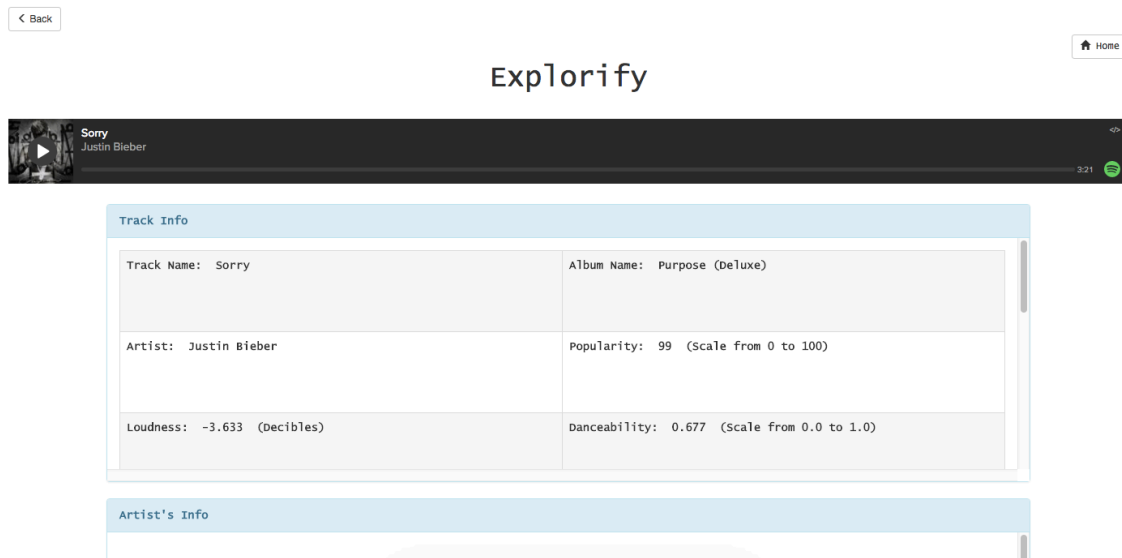 Back
Home
Explorify
Sorry
Justin Bieber
3:21
Track Info
Track Name: Sorry
Album Name: Purpose (Deluxe)
Artist: Justin Bieber
Popularity: 99 (Scale from 0 to 100)
Loudness: -3.633 (Decibles)
Danceability: 0.677 (Scale from 0.0 to 1.0)
Artist's Info